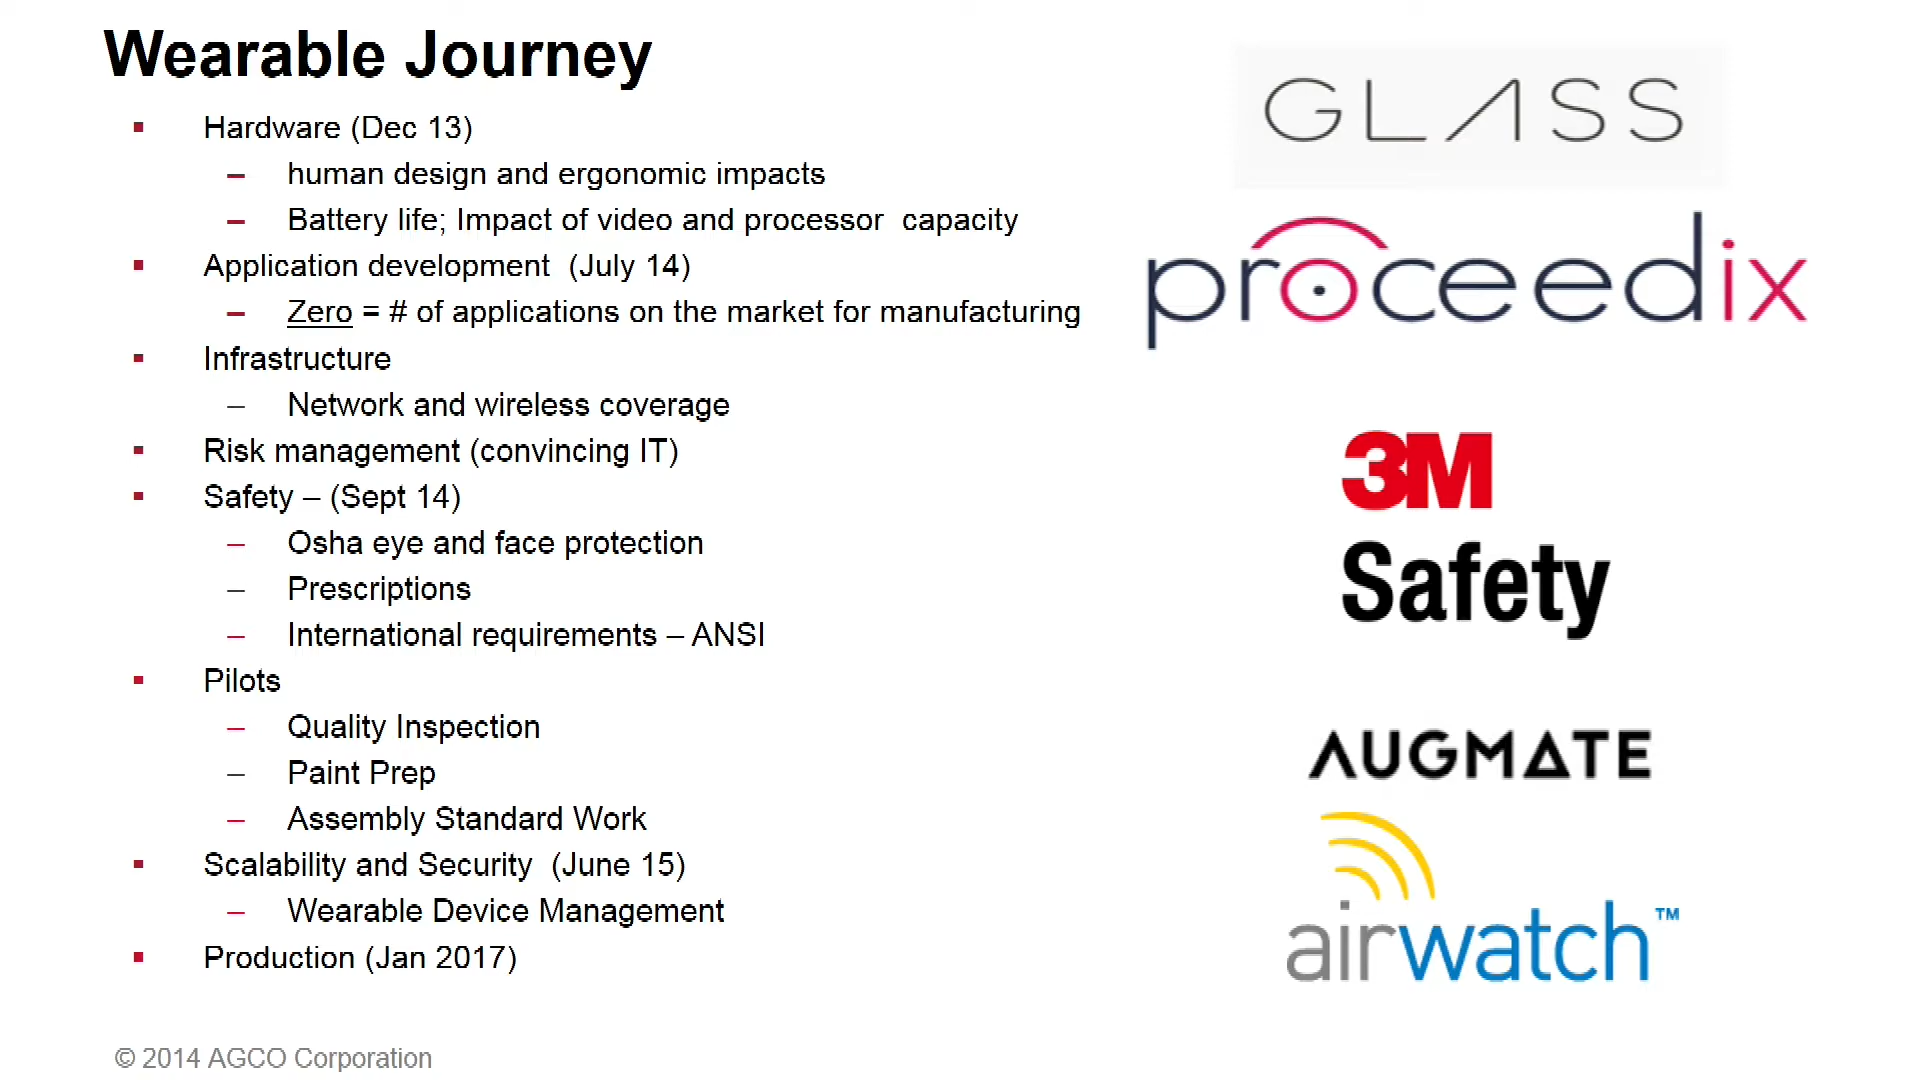 Wearable Journey
Hardware (Dec 13)
– human design and ergonomic impacts
– Battery life; Impact of video and processor capacity
Application development (July 14)
– Zero = # of applications on the market for manufacturing
Infrastructure
– Network and wireless coverage
Risk management (convincing IT)
Safety – (Sept 14)
– Osha eye and face protection
– Prescriptions
– International requirements – ANSI
Pilots
– Quality Inspection
– Paint Prep
– Assembly Standard Work
Scalability and Security (June 15)
– Wearable Device Management
Production (Jan 2017)
GLASS
proceedix
3M
Safety
AUGMATE
airwatch™
© 2014 AGCO Corporation